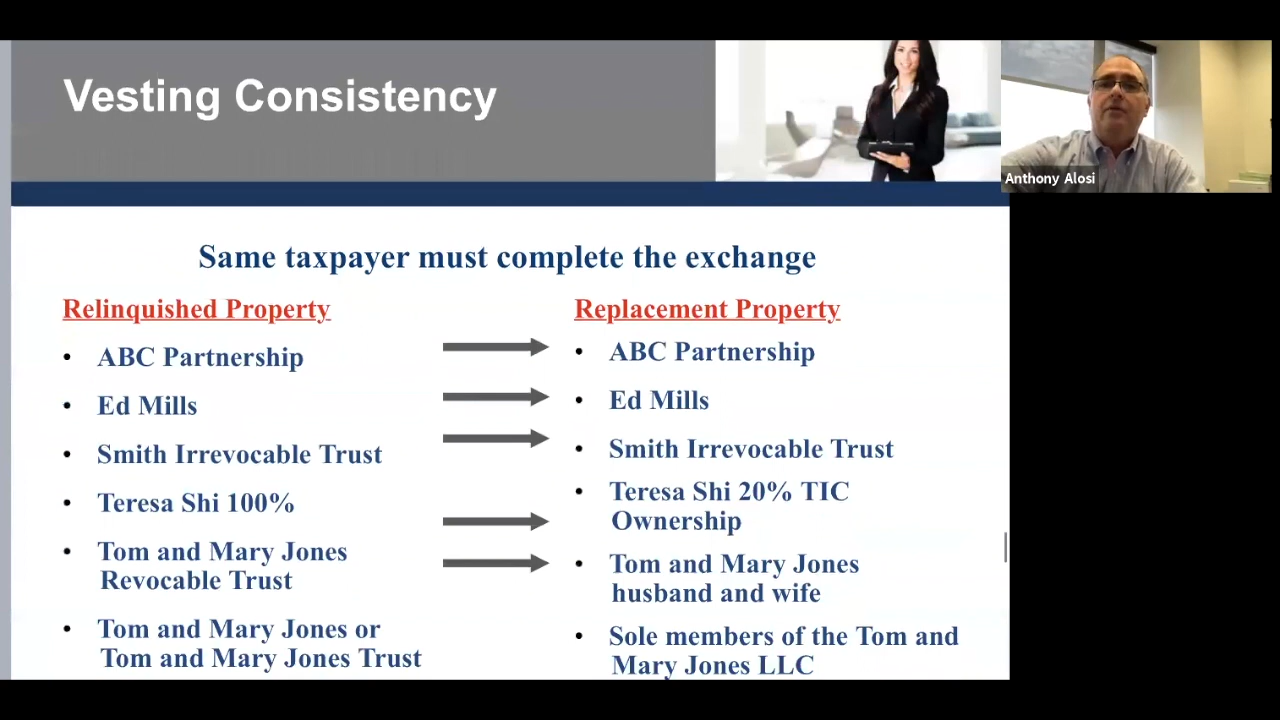 Vesting Consistency
Anthony Alosi
Same taxpayer must complete the exchange
Relinquished Property
• ABC Partnership
• Ed Mills
• Smith Irrevocable Trust
• Teresa Shi 100%
• Tom and Mary Jones
Revocable Trust
• Tom and Mary Jones or
Tom and Mary Jones Trust
Replacement Property
• ABC Partnership
• Ed Mills
• Smith Irrevocable Trust
• Teresa Shi 20% TIC
Ownership
• Tom and Mary Jones
husband and wife
• Sole members of the Tom and
Mary Jones LLC